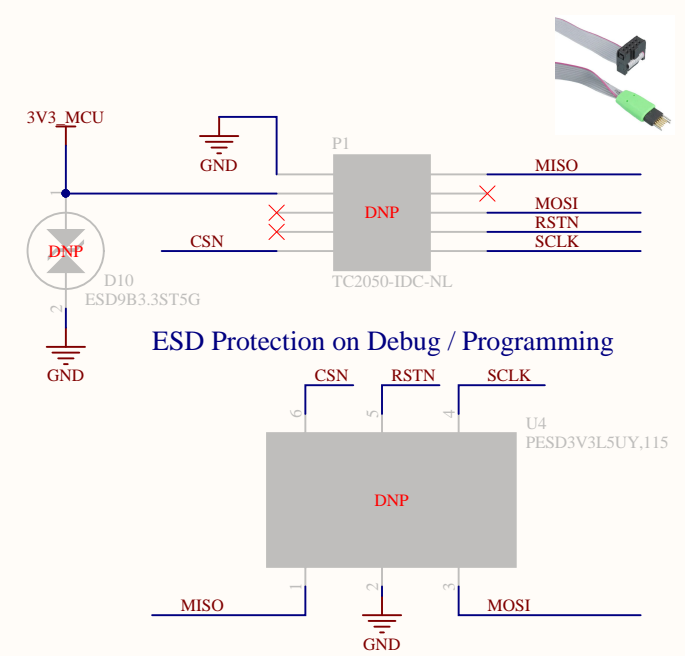 3V3_MCU
GND
P1
MISO
DNP
MOSI
RSTN
CSN
SCLK
TC2050-IDC-NL
1
DNP
D10
ESD9B3.3ST5G
2
GND
ESD Protection on Debug / Programming
CSN
RSTN
SCLK
6
5
4
U4
PESD3V3L5UY,115
DNP
1
2
3
MISO
MOSI
GND